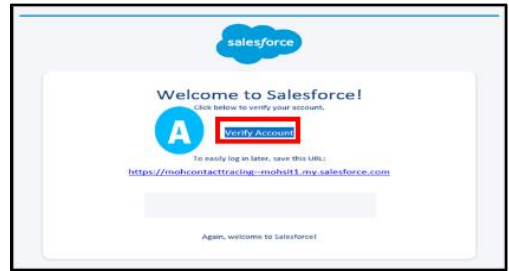 salesforce
Welcome to Salesforce!
Click below to verify your account.
A
Verify Account
To easily log in later, save this URL:
https://mohcontacttracing--mohsit1.my.salesforce.com
Again, welcome to Salesforce!